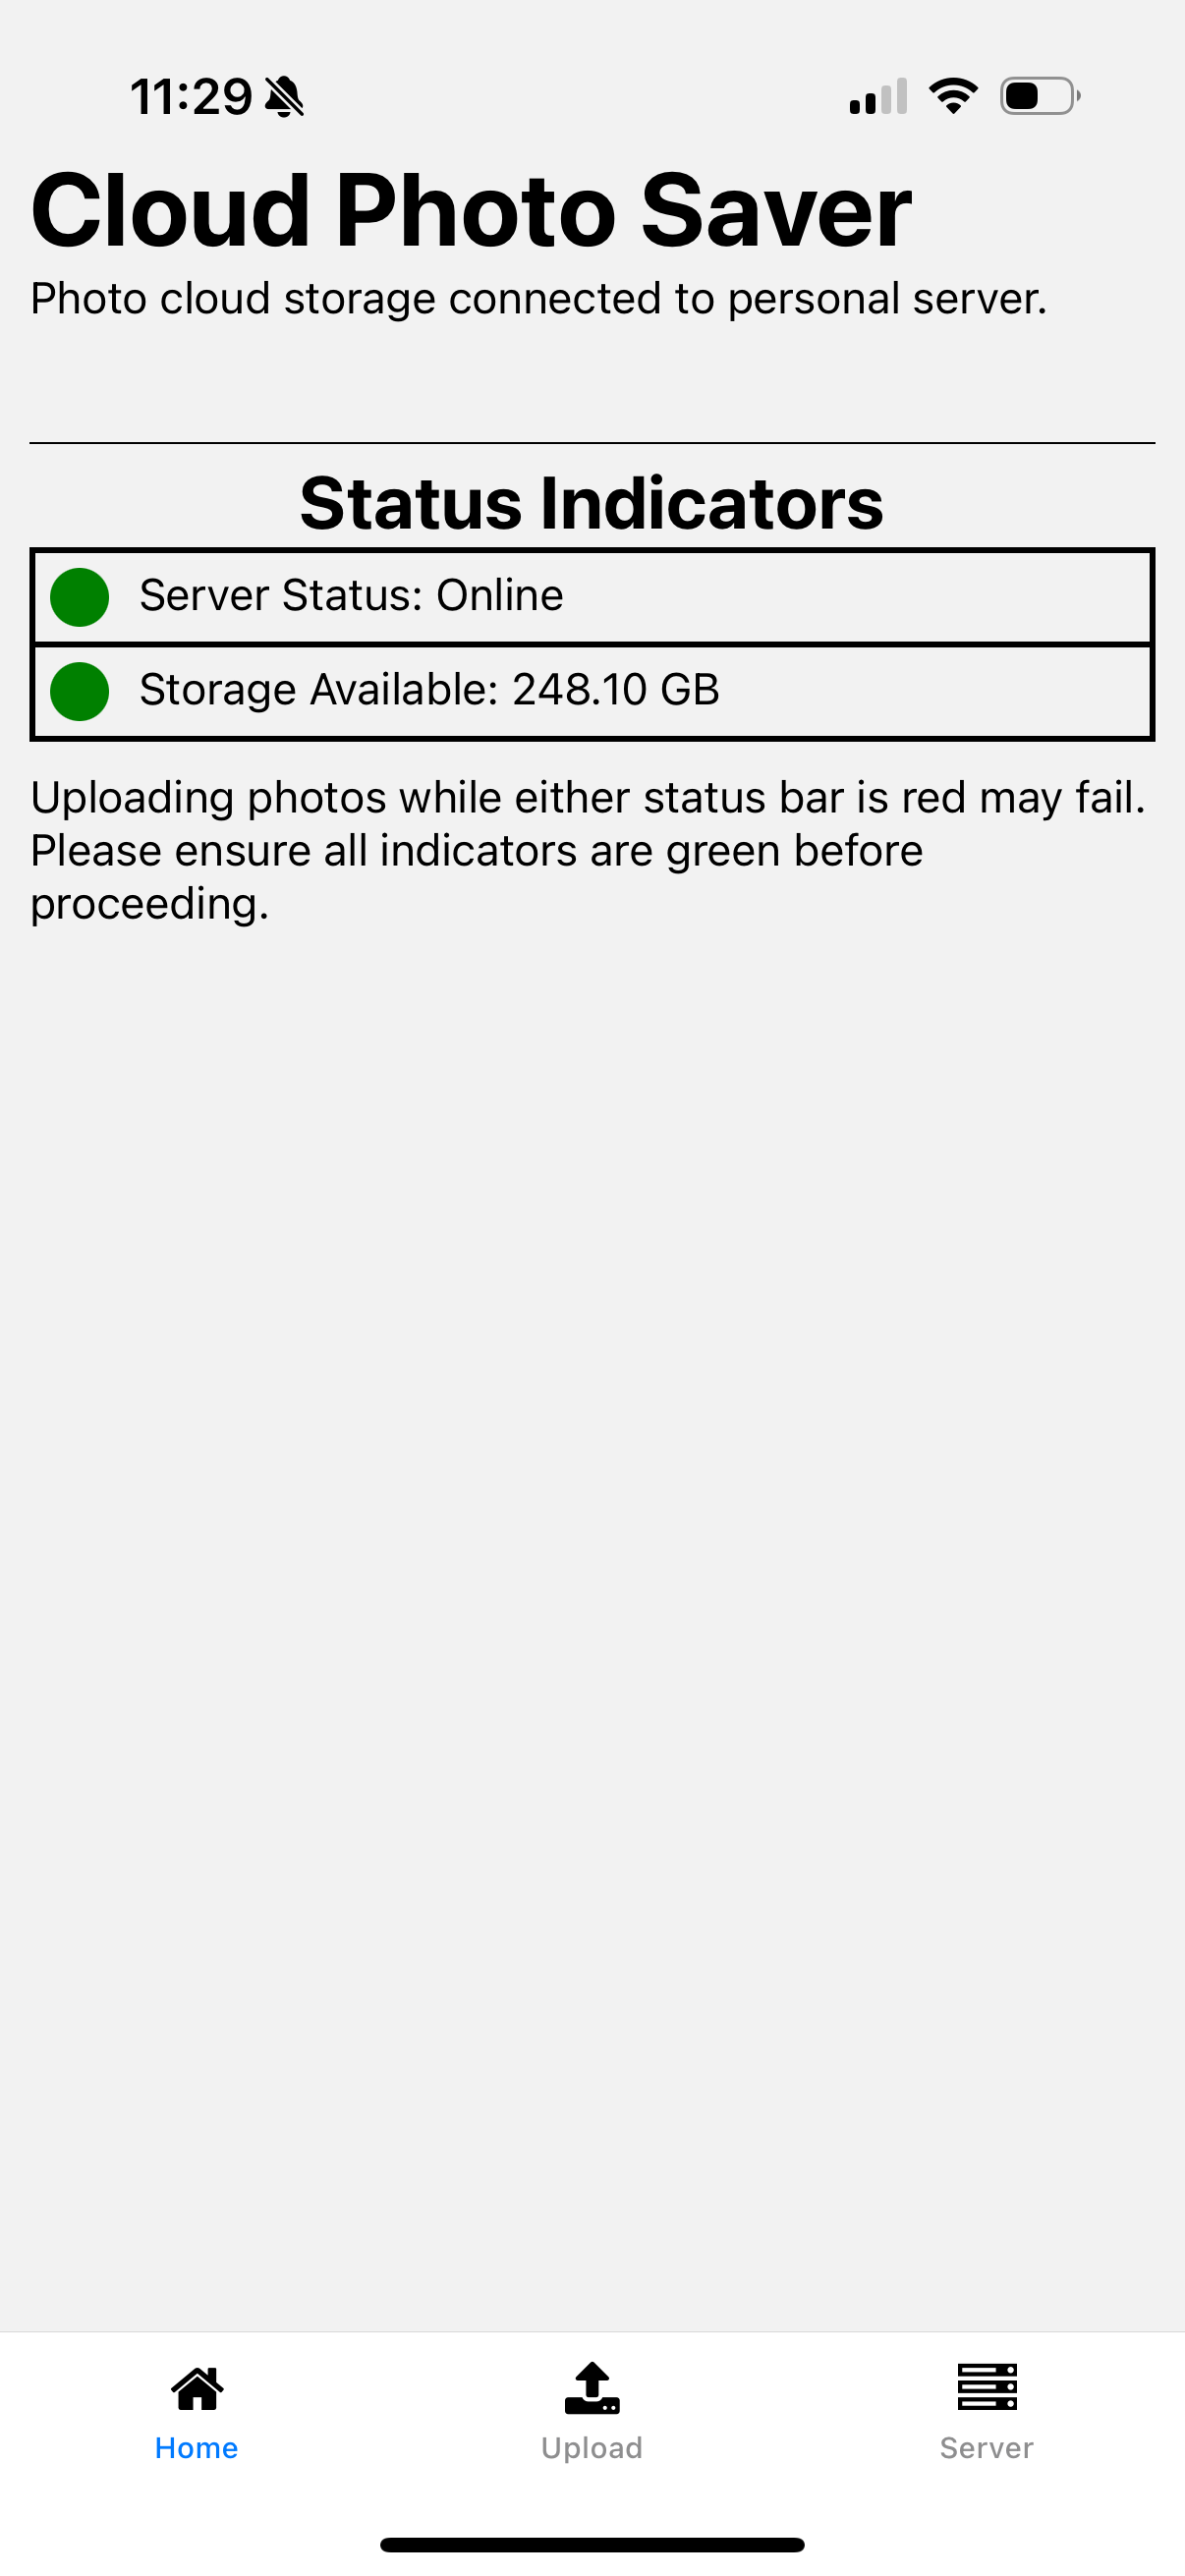 11:29
Cloud Photo Saver
Photo cloud storage connected to personal server.
Status Indicators
Server Status: Online
Storage Available: 248.10 GB
Uploading photos while either status bar is red may fail.
Please ensure all indicators are green before
proceeding.
Home
Upload
Server